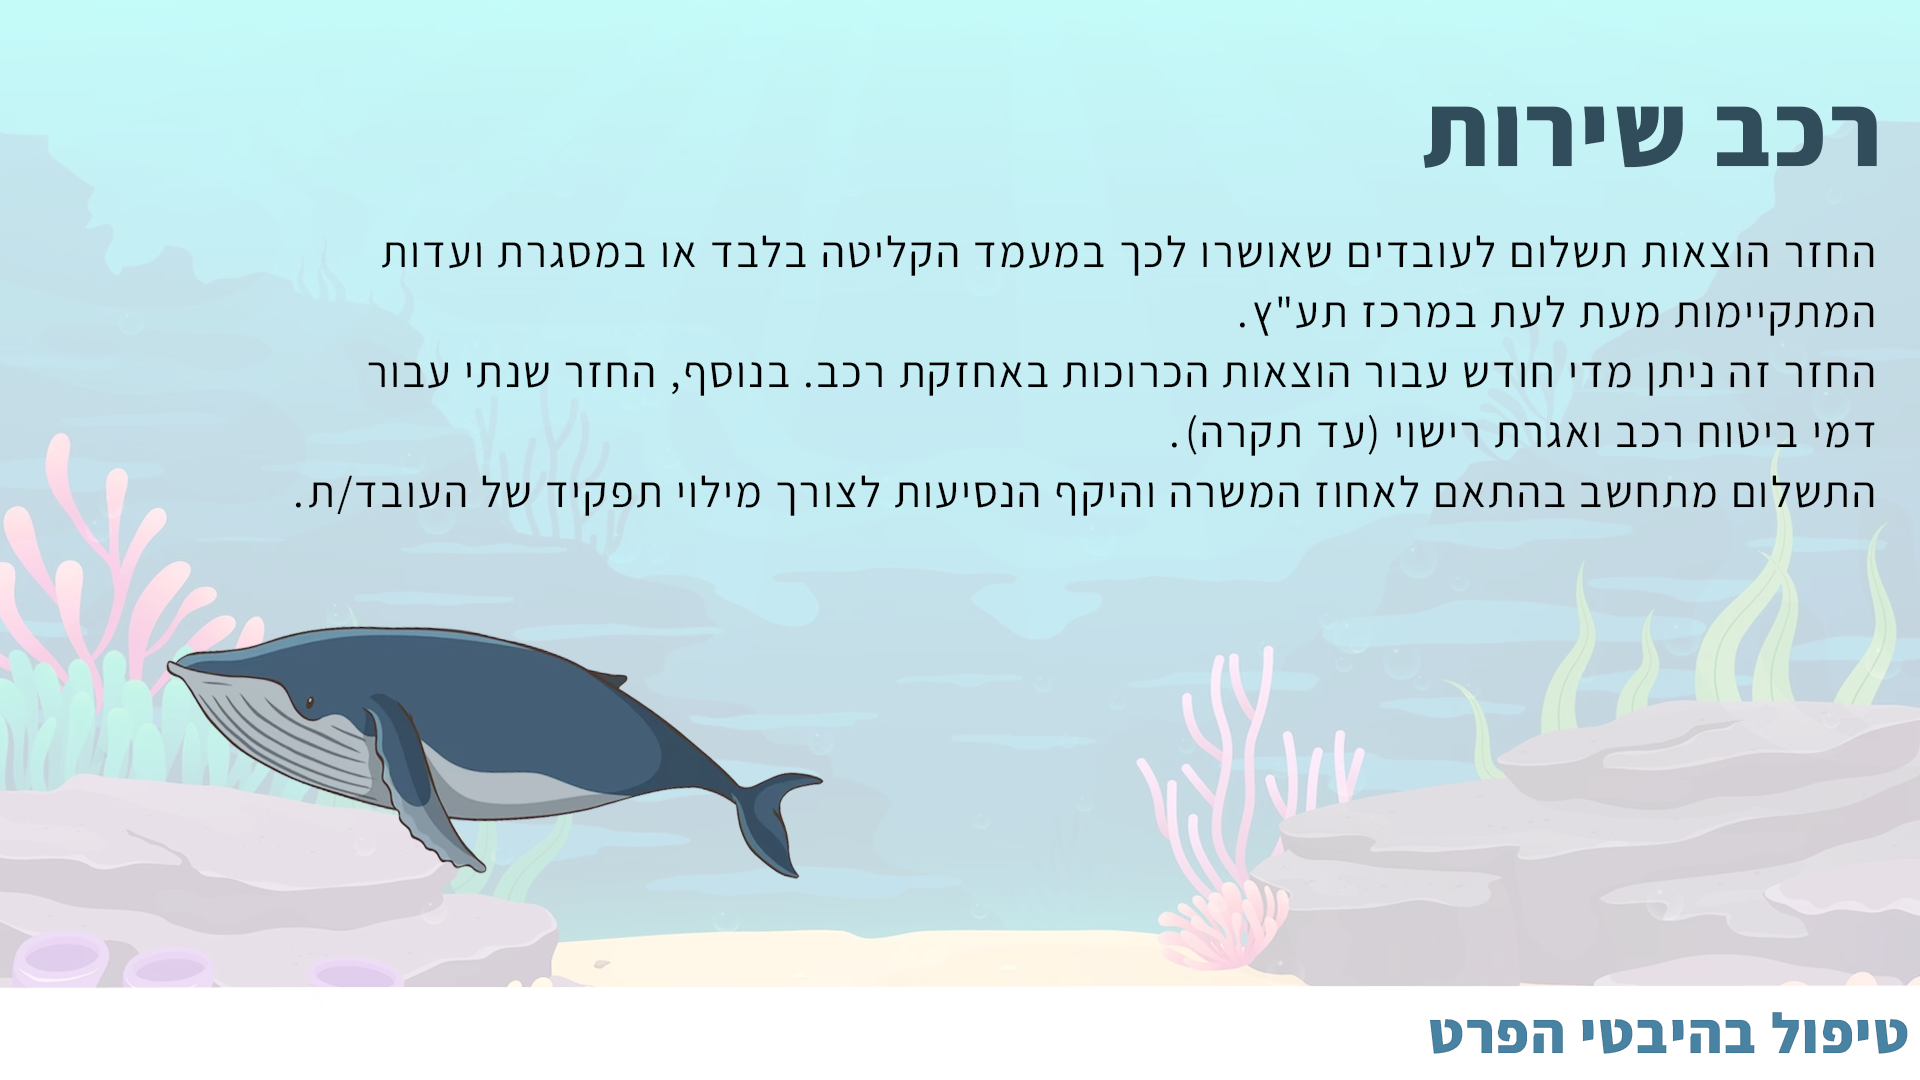 רכב שירות
החזר הוצאות תשלום לעובדים שאושרו לכך במעמד הקליטה בלבד או במסגרת ועדות
המתקיימות מעת לעת במרכז תע"ץ.
החזר זה ניתן מדי חודש עבור הוצאות הכרוכות באחזקת רכב. בנוסף, החזר שנתי עבור
דמי ביטוח רכב ואגרת רישוי (עד תקרה).
התשלום מתחשב בהתאם לאחוז המשרה והיקף הנסיעות לצורך מילוי תפקיד של העובד/ת.
טיפול בהיבטי הפרט